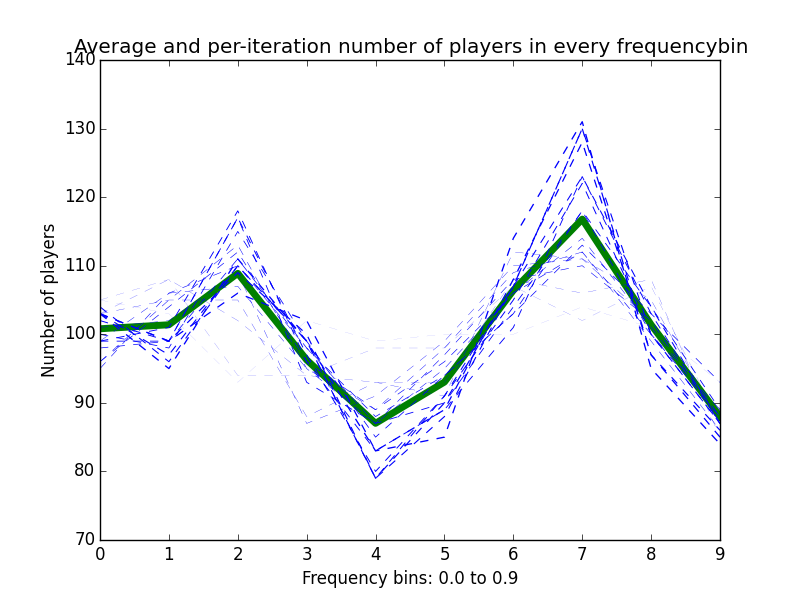 Average and per-iteration number of players in every frequencybin
140
130
120
110
100
90
80
70
Number of players
0 1 2 3 4 5 6 7 8 9
Frequency bins: 0.0 to 0.9